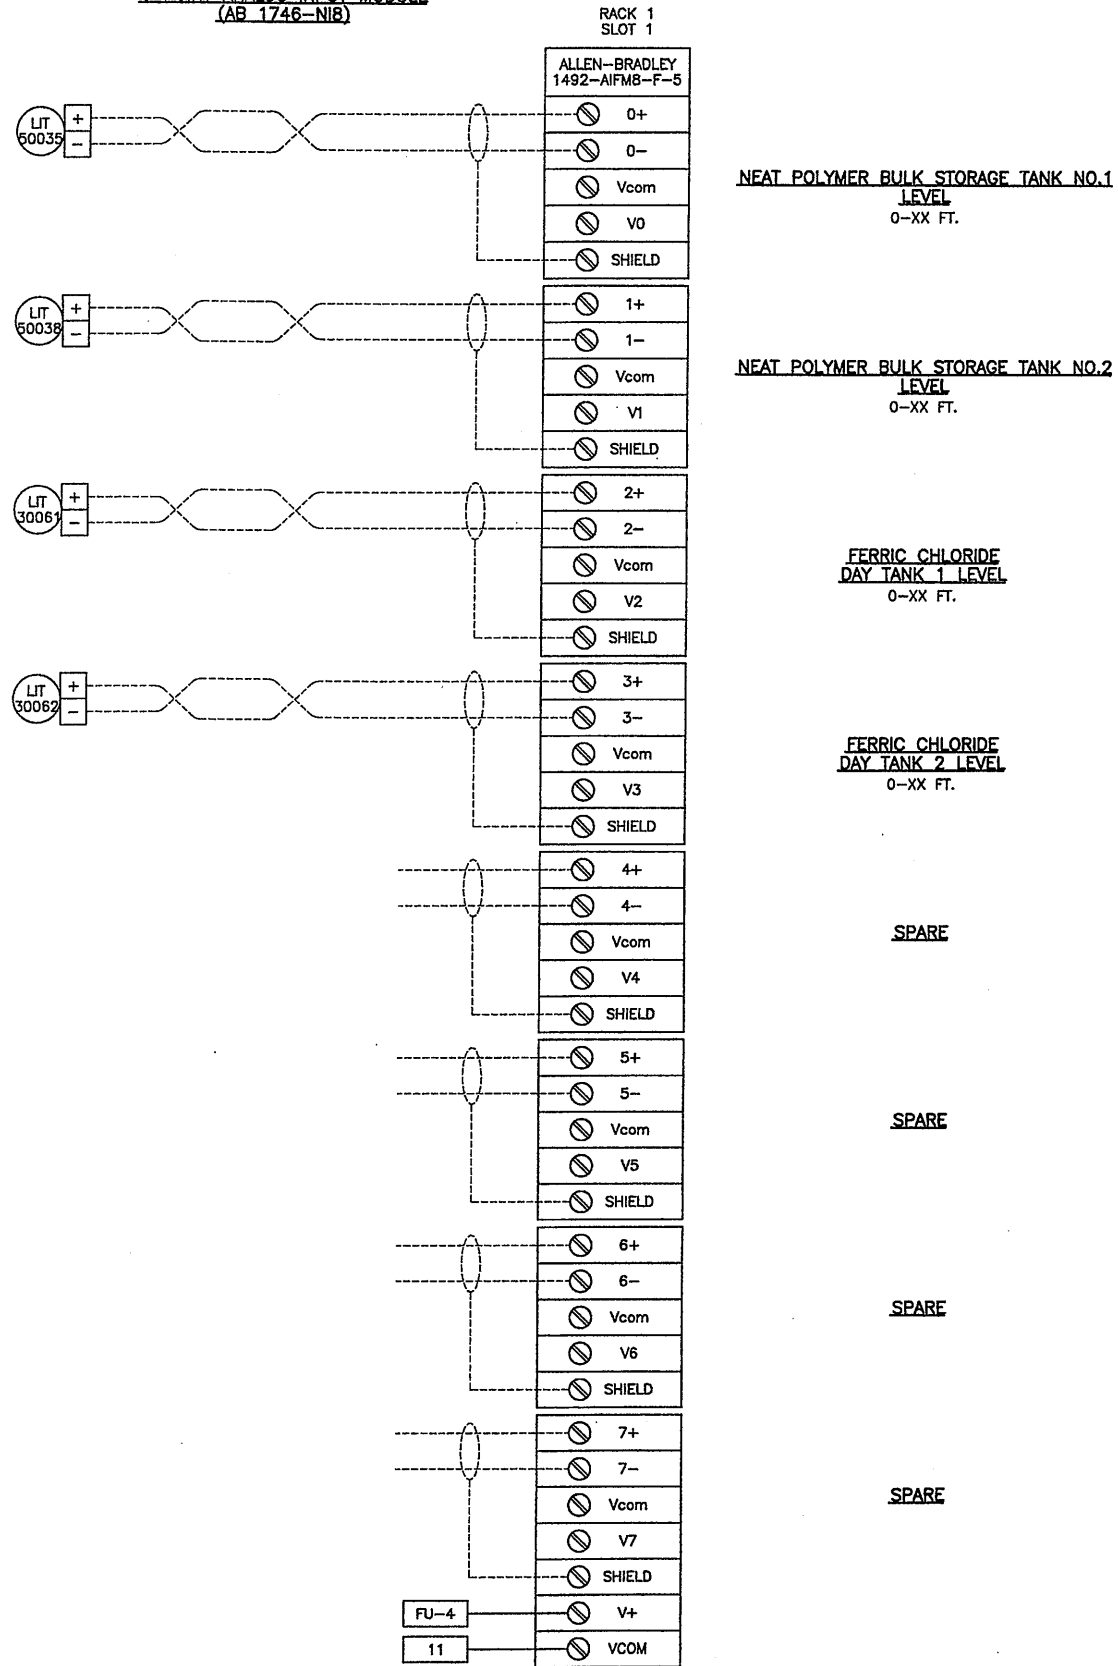 (AB 1746-NI8)
RACK 1
SLOT 1
ALLEN-BRADLEY
1492-AIFM8-F-5
LIT
50035
+
-
0+
0-
Vcom
V0
SHIELD
NEAT POLYMER BULK STORAGE TANK NO.1
LEVEL
0-XX FT.
LIT
50038
+
-
1+
1-
Vcom
V1
SHIELD
NEAT POLYMER BULK STORAGE TANK NO.2
LEVEL
0-XX FT.
LIT
30061
+
-
2+
2-
Vcom
V2
SHIELD
FERRIC CHLORIDE
DAY TANK 1 LEVEL
0-XX FT.
LIT
30062
+
-
3+
3-
Vcom
V3
SHIELD
FERRIC CHLORIDE
DAY TANK 2 LEVEL
0-XX FT.
4+
4-
Vcom
V4
SHIELD
SPARE
5+
5-
Vcom
V5
SHIELD
SPARE
6+
6-
Vcom
V6
SHIELD
SPARE
7+
7-
Vcom
V7
SHIELD
SPARE
FU-4
V+
11
VCOM